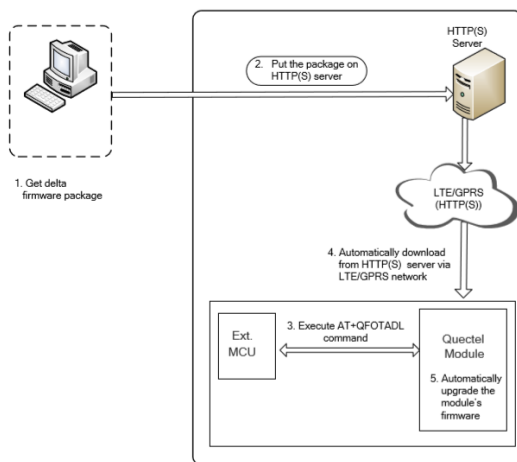 HTTP(S)
Server
2. Put the package on
HTTP(S) server
1. Get delta
firmware package
LTE/GPRS
(HTTP(S))
4. Automatically download
from HTTP(S) server via
LTE/GPRS network
3. Execute AT+QFOTADL
command
Ext.
MCU
Quectel
Module
5. Automatically
upgrade the
module's
firmware